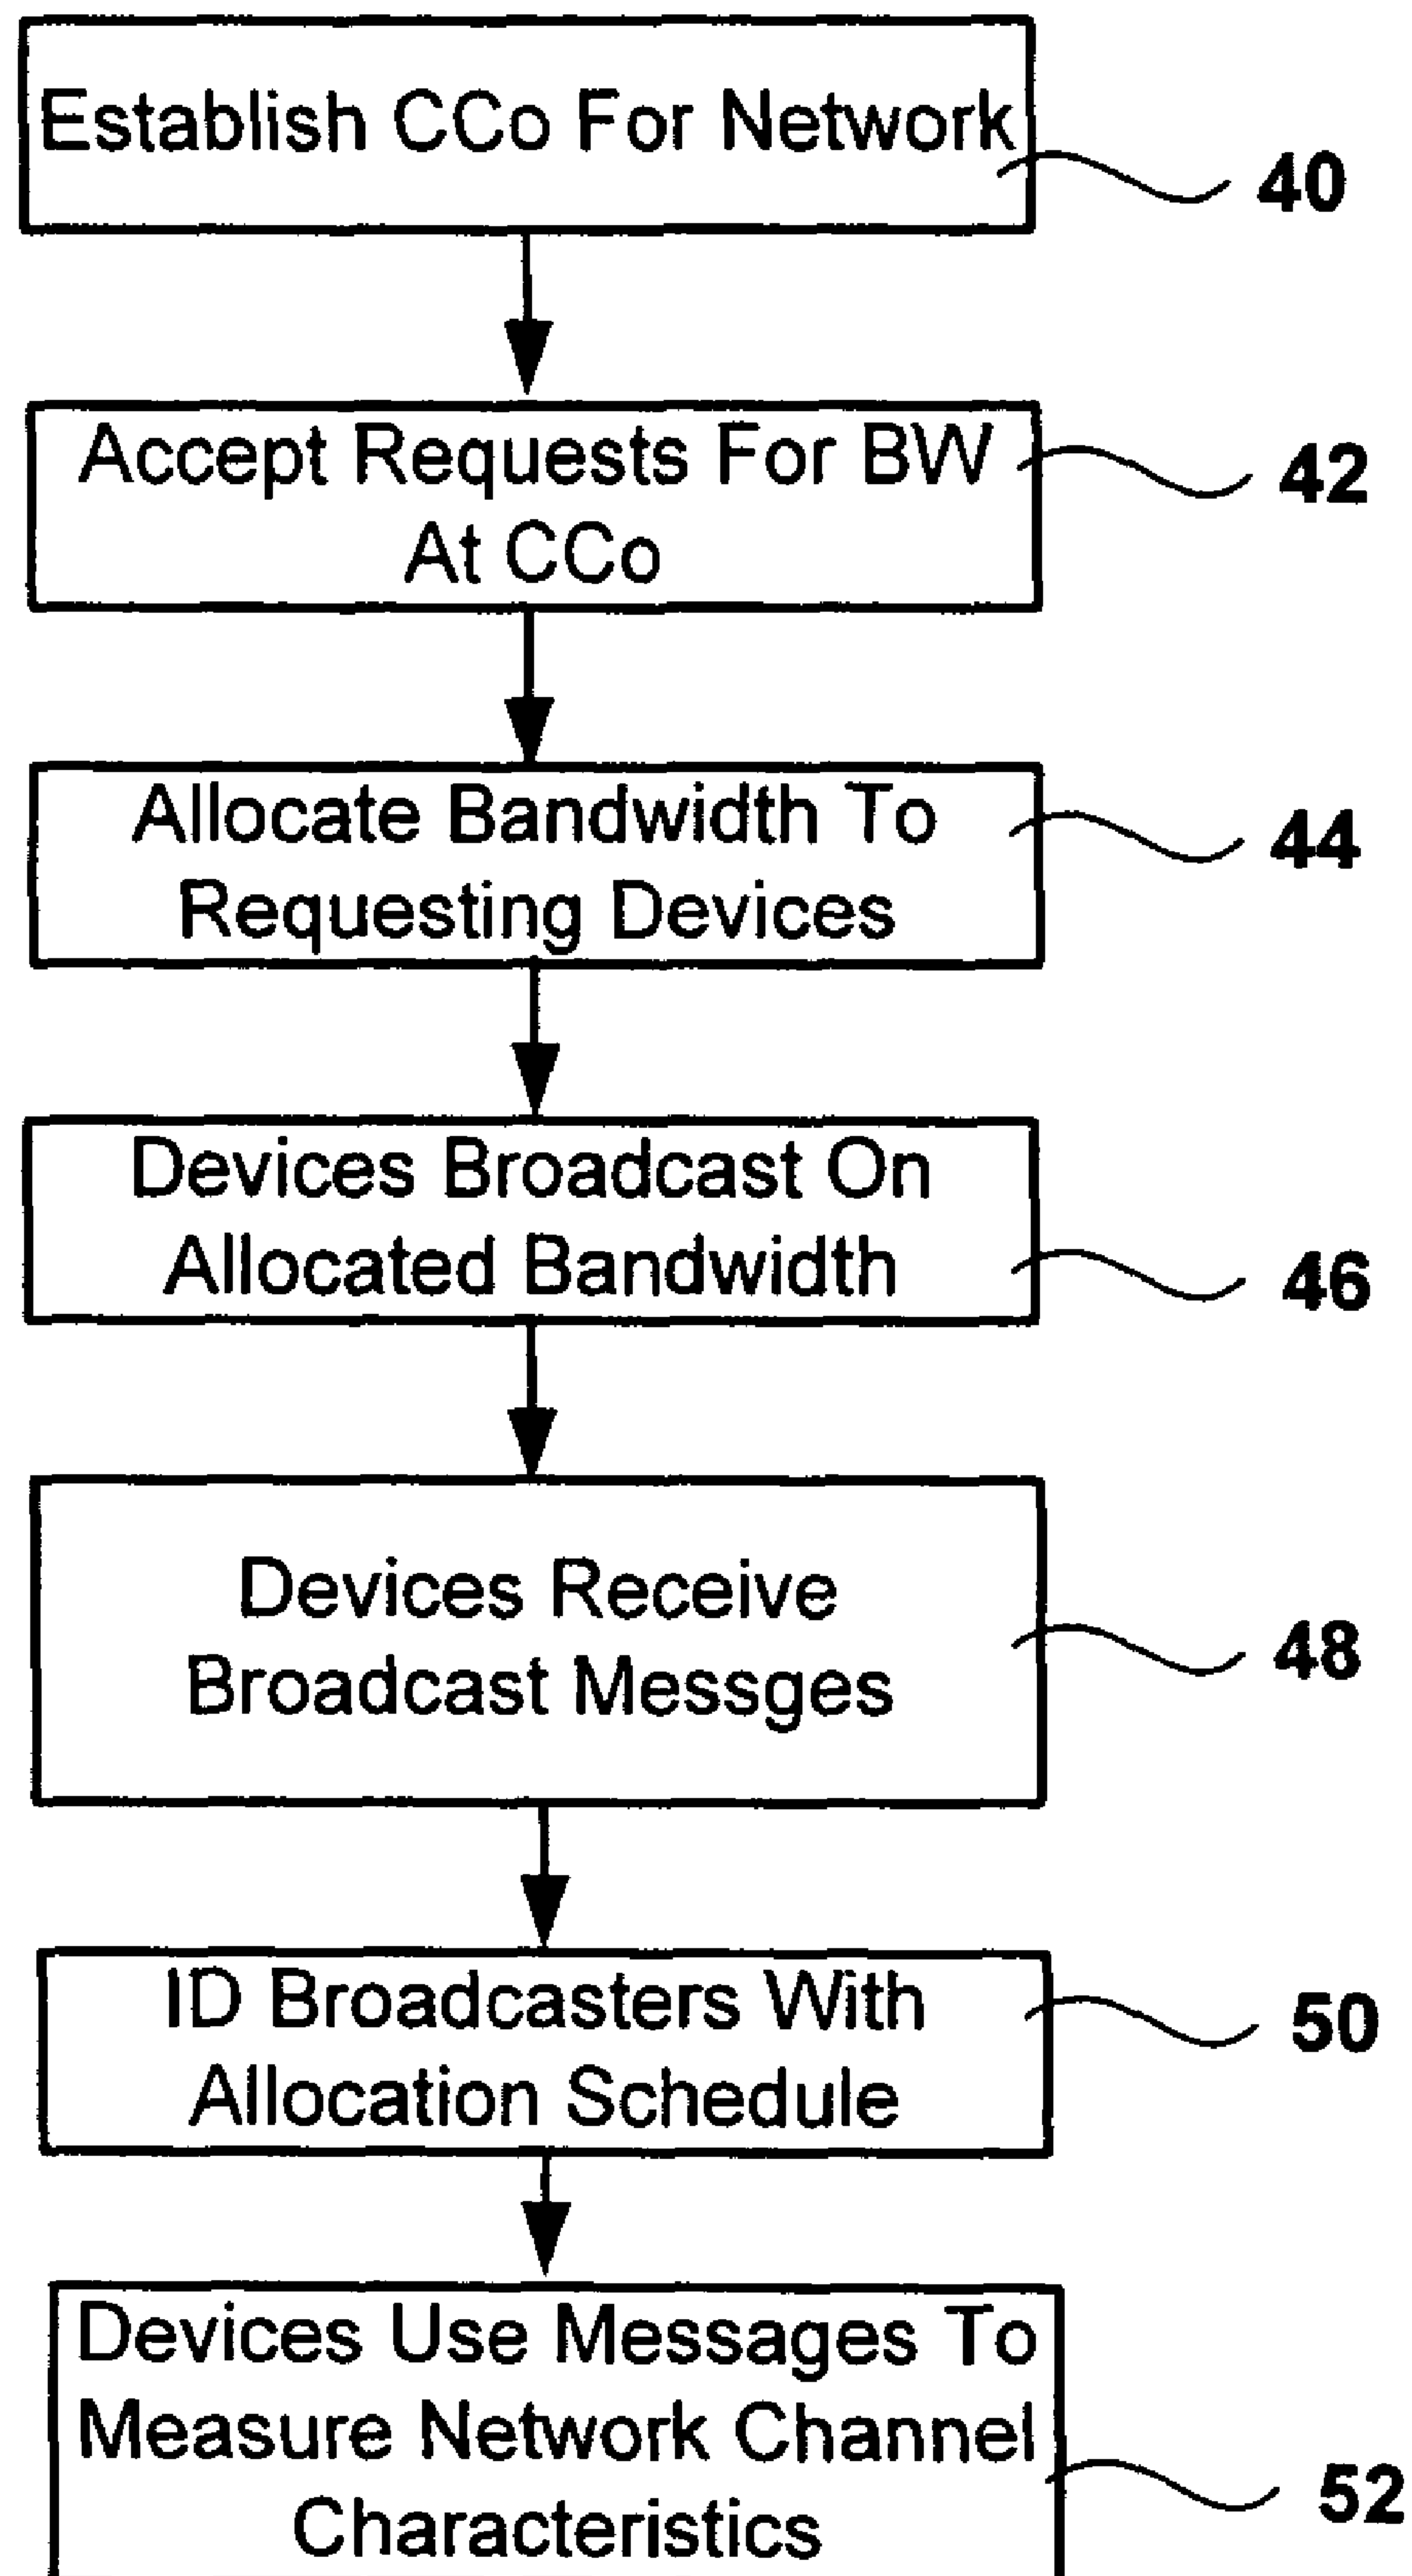 Establish CCo For Network
40
Accept Requests For BW
At CCo
42
Allocate Bandwidth To
Requesting Devices
44
Devices Broadcast On
Allocated Bandwidth
46
Devices Receive
Broadcast Messges
48
ID Broadcasters With
Allocation Schedule
50
Devices Use Messages To
Measure Network Channel
Characteristics
52